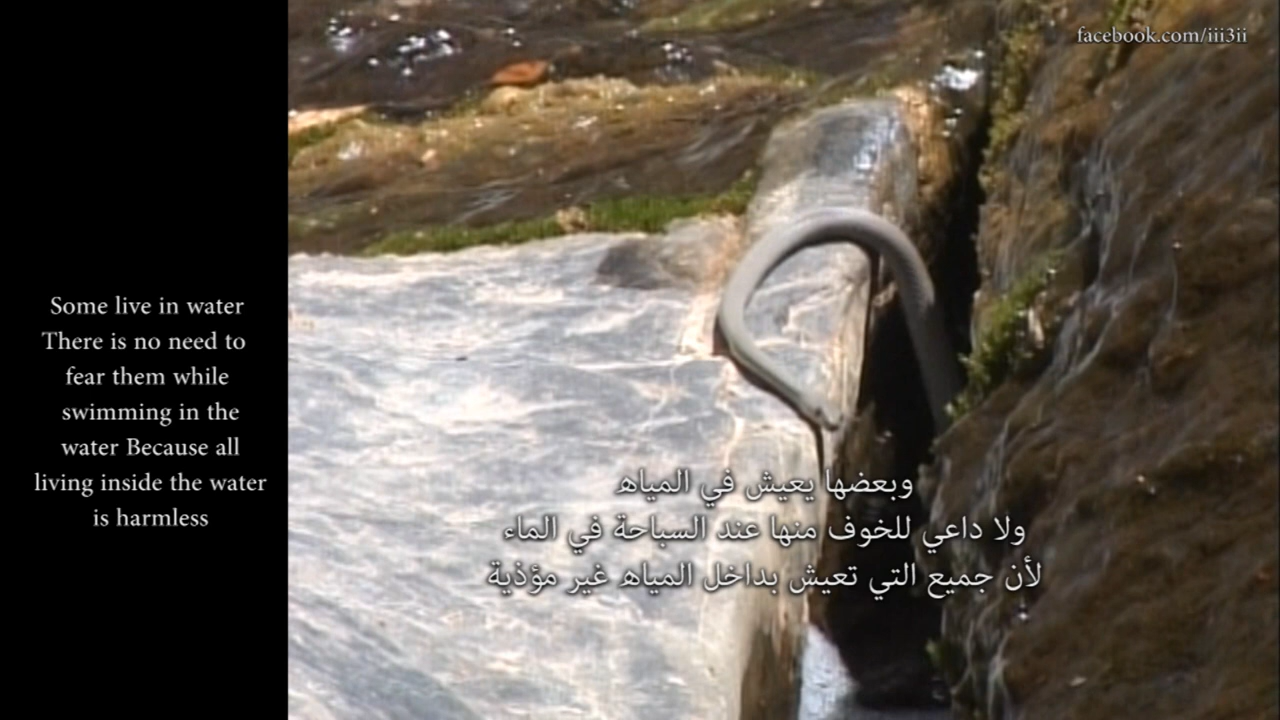 facebook.com/iii3ii
Some live in water
There is no need to
fear them while
swimming in the
water Because all
living inside the water
is harmless
وبعضها يعيش في المياه
ولا داعي للخوف منها عند السباحة في الماء
لأن جميع التي تعيش بداخل المياه غير مؤذية